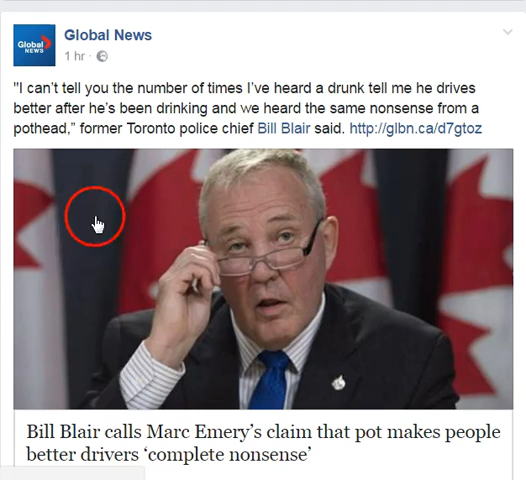 Global NEWS
Global News
1 hr ·
"I can't tell you the number of times I've heard a drunk tell me he drives
better after he's been drinking and we heard the same nonsense from a
pothead," former Toronto police chief Bill Blair said. http://glbn.ca/d7gtoz
Bill Blair calls Marc Emery's claim that pot makes people
better drivers 'complete nonsense'